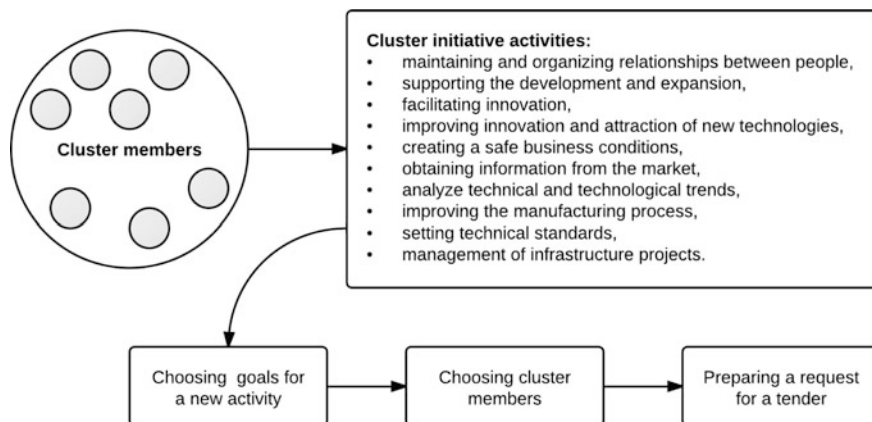 Cluster members
Cluster initiative activities:
• maintaining and organizing relationships between people,
• supporting the development and expansion,
• facilitating innovation,
• improving innovation and attraction of new technologies,
• creating a safe business conditions,
• obtaining information from the market,
• analyze technical and technological trends,
• improving the manufacturing process,
• setting technical standards,
• management of infrastructure projects.
Choosing goals for
a new activity
Choosing cluster
members
Preparing a request
for a tender